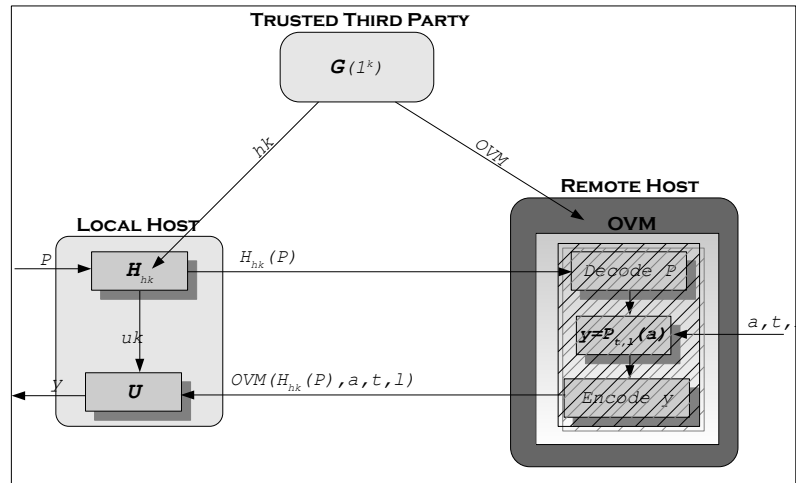 TRUSTED THIRD PARTY
G(1^k)
hk
OVM
REMOTE HOST
LOCAL HOST
OVM
P
H_hk
H_hk(P)
Decode P
uk
y=P_t,l(a)
a,t,
y
U
OVM(H_hk(P),a,t,l)
Encode y